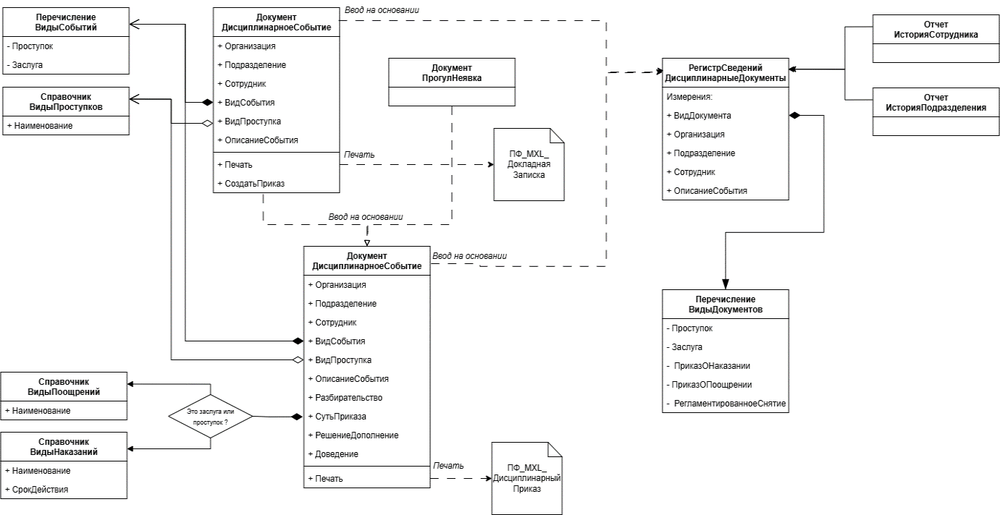 Перечисление
ВидыСобытий
- Проступок
- Заслуга
Справочник
ВидыПроступков
+ Наименование
Документ
ДисциплинарноеСобытие
+ Организация
+ Подразделение
+ Сотрудник
+ ВидСобытия
+ ВидПроступка
+ ОписаниеСобытия
+ Печать
+ СоздатьПриказ
Ввод на основании
Документ
ПрогулНеявка
Печать
ПФ_MXL_
Докладная
Записка
РегистрСведений
ДисциплинарныеДокументы
Измерения:
+ ВидДокумента
+ Организация
+ Подразделение
+ Сотрудник
+ ОписаниеСобытия
Отчет
ИсторияСотрудника
Отчет
ИсторияПодразделения
Ввод на основании
Документ
ДисциплинарноеСобытие
+ Организация
+ Подразделение
+ Сотрудник
+ ВидСобытия
+ ВидПроступка
+ ОписаниеСобытия
+ Разбирательство
+ СутьПриказа
+ РешениеДополнение
+ Доведение
+ Печать
Ввод на основании
Перечисление
ВидыДокументов
- Проступок
- Заслуга
- ПриказОНаказании
- ПриказОПоощрении
- РегламентированноеСнятие
Справочник
ВидыПоощрений
+ Наименование
Это заслуга или
проступок ?
Справочник
ВидыНаказаний
+ Наименование
+ СрокДействия
Печать
ПФ_MXL_
Дисциплинарный
Приказ